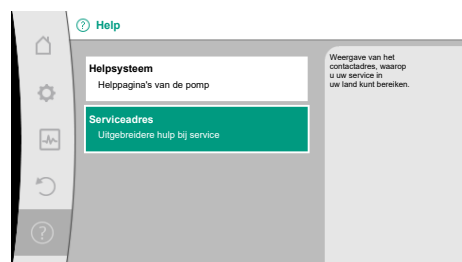 ? Help
Helpsysteem
Helppagina's van de pomp
Serviceadres
Uitgebreidere hulp bij service
Weergave van het
contactadres, waarop
u uw service in
uw land kunt bereiken.
?